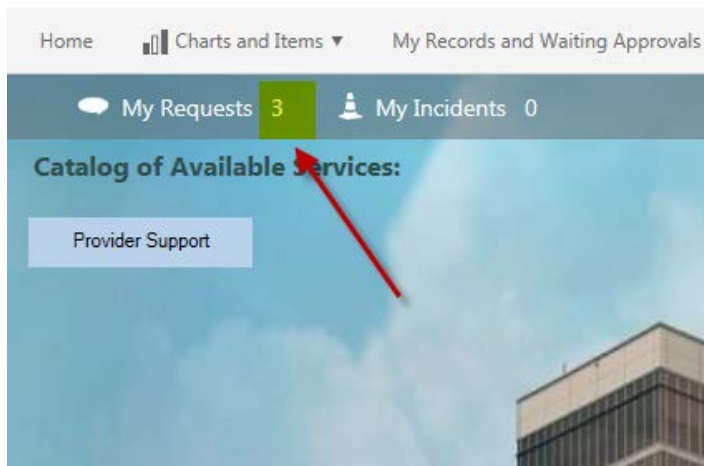 Home Charts and Items ▼ My Records and Waiting Approvals
My Requests 3 My Incidents 0
Catalog of Available Services:
Provider Support